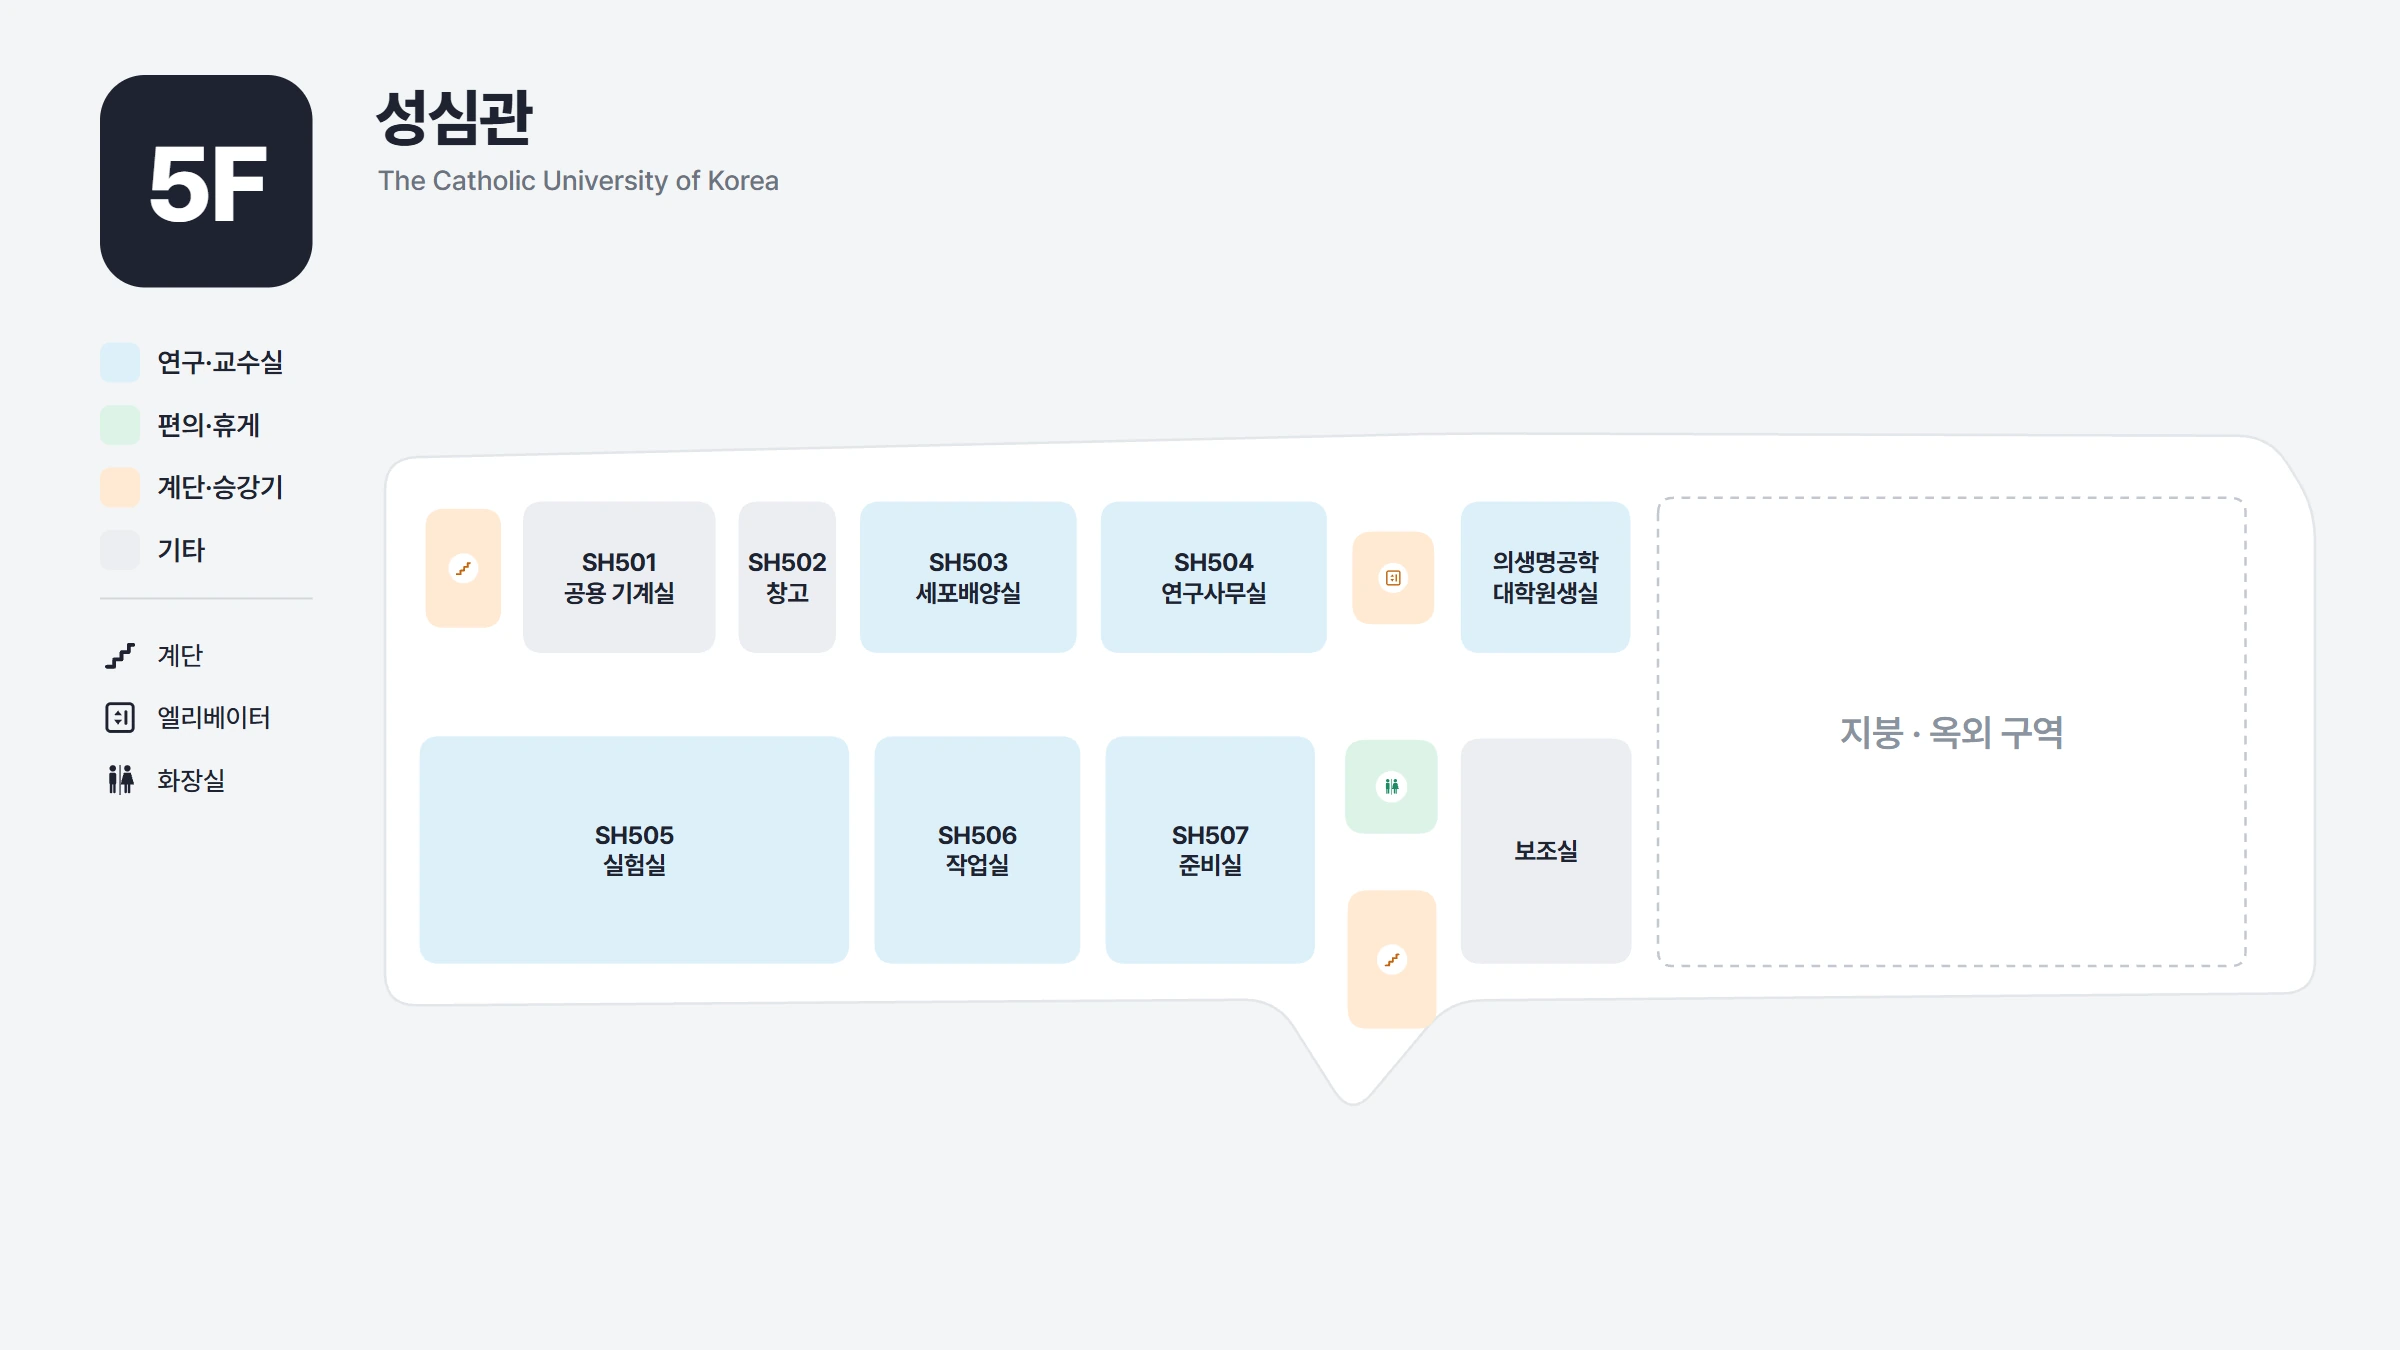 5F
성심관
The Catholic University of Korea
연구·교수실
편의·휴게
계단·승강기
기타
계단
엘리베이터
화장실
SH501
공용 기계실
SH502
창고
SH503
세포배양실
SH504
연구사무실
의생명공학
대학원생실
SH505
실험실
SH506
작업실
SH507
준비실
보조실
지붕 · 옥외 구역